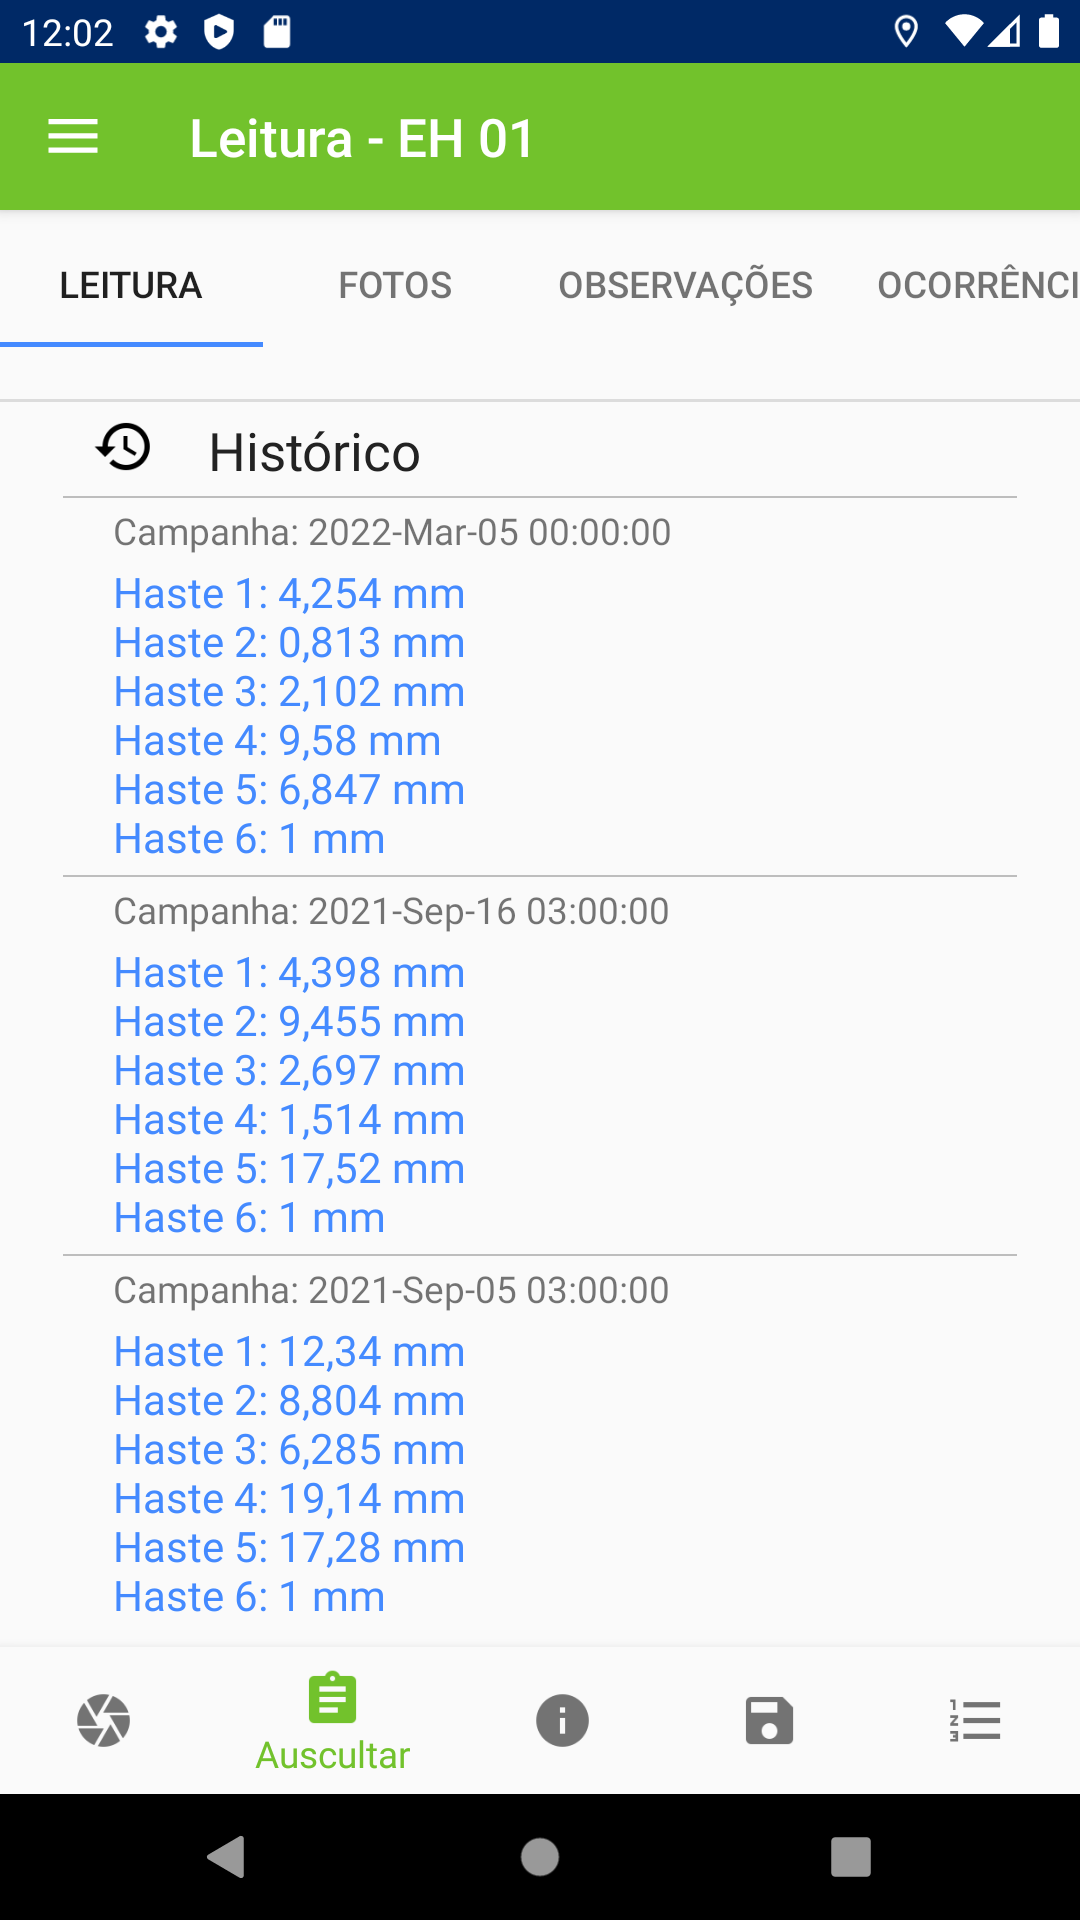 12:02
Leitura - EH 01
LEITURA FOTOS OBSERVAÇÕES OCORRÊNCI
Histórico
Campanha: 2022-Mar-05 00:00:00
Haste 1: 4,254 mm
Haste 2: 0,813 mm
Haste 3: 2,102 mm
Haste 4: 9,58 mm
Haste 5: 6,847 mm
Haste 6: 1 mm
Campanha: 2021-Sep-16 03:00:00
Haste 1: 4,398 mm
Haste 2: 9,455 mm
Haste 3: 2,697 mm
Haste 4: 1,514 mm
Haste 5: 17,52 mm
Haste 6: 1 mm
Campanha: 2021-Sep-05 03:00:00
Haste 1: 12,34 mm
Haste 2: 8,804 mm
Haste 3: 6,285 mm
Haste 4: 19,14 mm
Haste 5: 17,28 mm
Haste 6: 1 mm
Auscultar